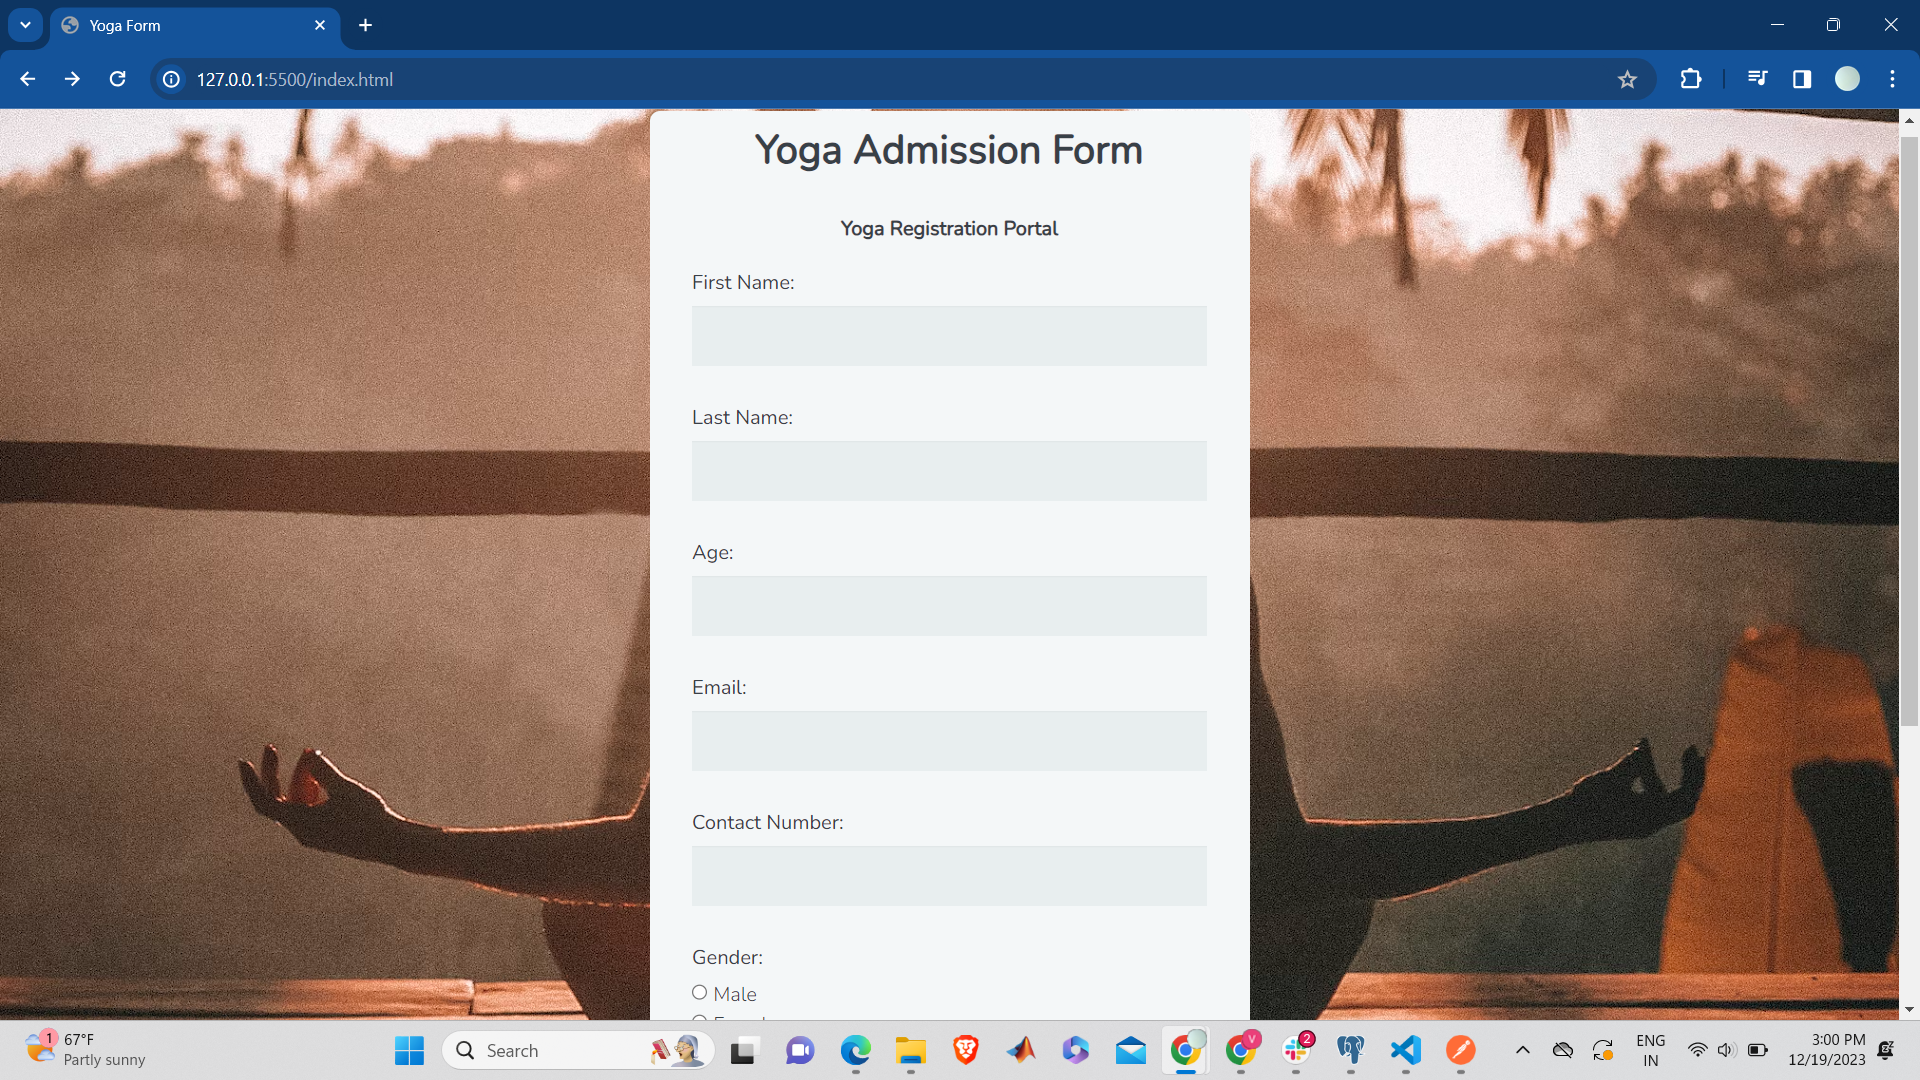 Yoga Form
127.0.0.1:5500/index.html
Yoga Admission Form
Yoga Registration Portal
First Name:
Last Name:
Age:
Email:
Contact Number:
Gender:
Male
1
67°F
Partly sunny
Search
V
2
ENG
IN
3:00 PM
12/19/2023